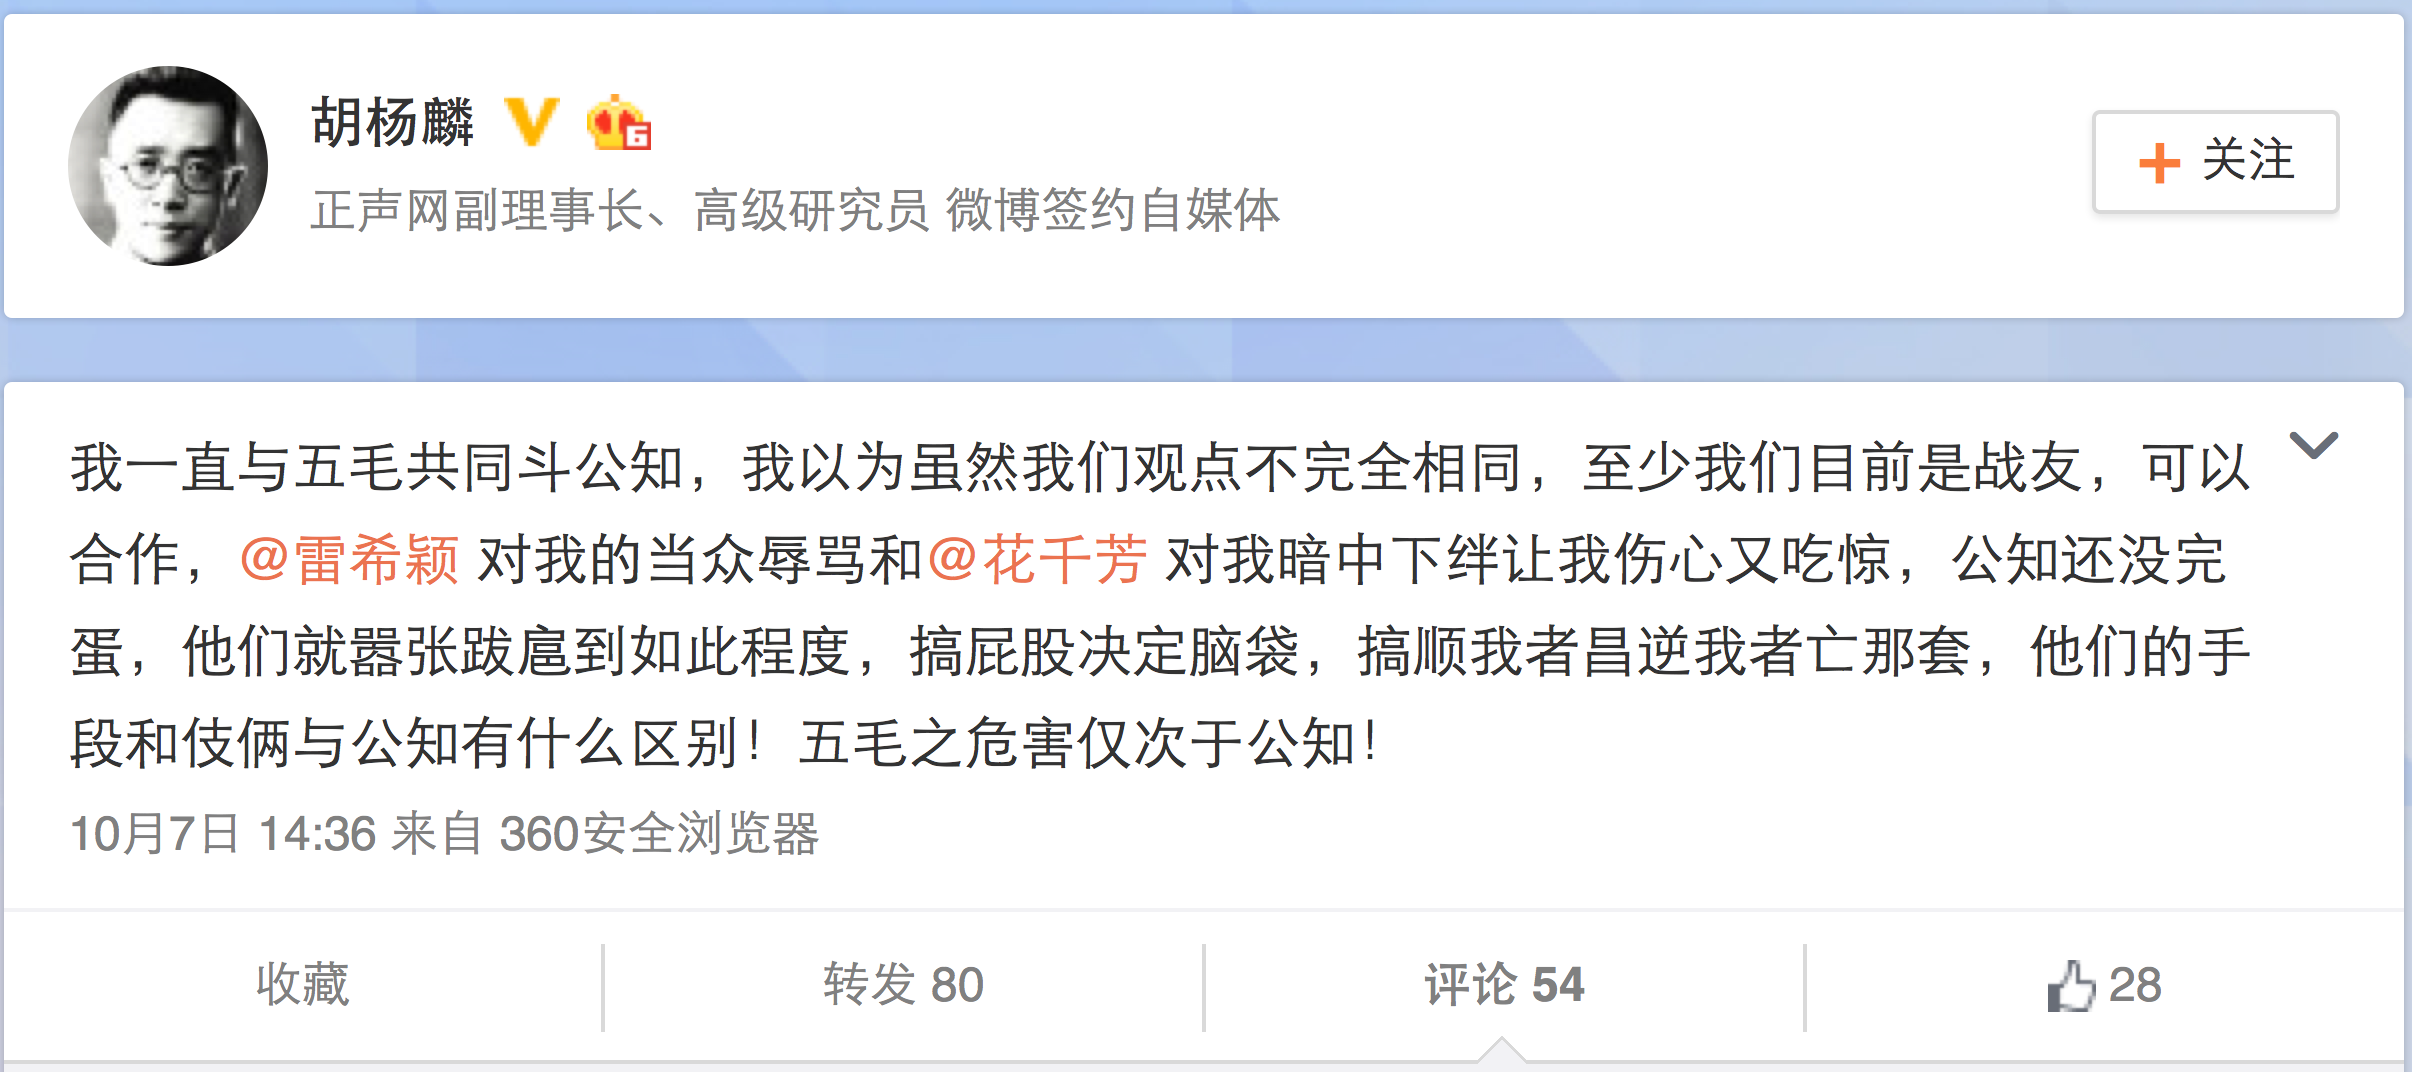 胡杨麟
正声网副理事长、高级研究员 微博签约自媒体
+ 关注
我一直与五毛共同斗公知，我以为虽然我们观点不完全相同，至少我们目前是战友，可以
合作，@雷希颖 对我的当众辱骂和@花千芳 对我暗中下绊让我伤心又吃惊，公知还没完
蛋，他们就嚣张跋扈到如此程度，搞屁股决定脑袋，搞顺我者昌逆我者亡那套，他们的手
段和伎俩与公知有什么区别！五毛之危害仅次于公知！
10月7日 14:36 来自 360安全浏览器
收藏
转发 80
评论 54
28